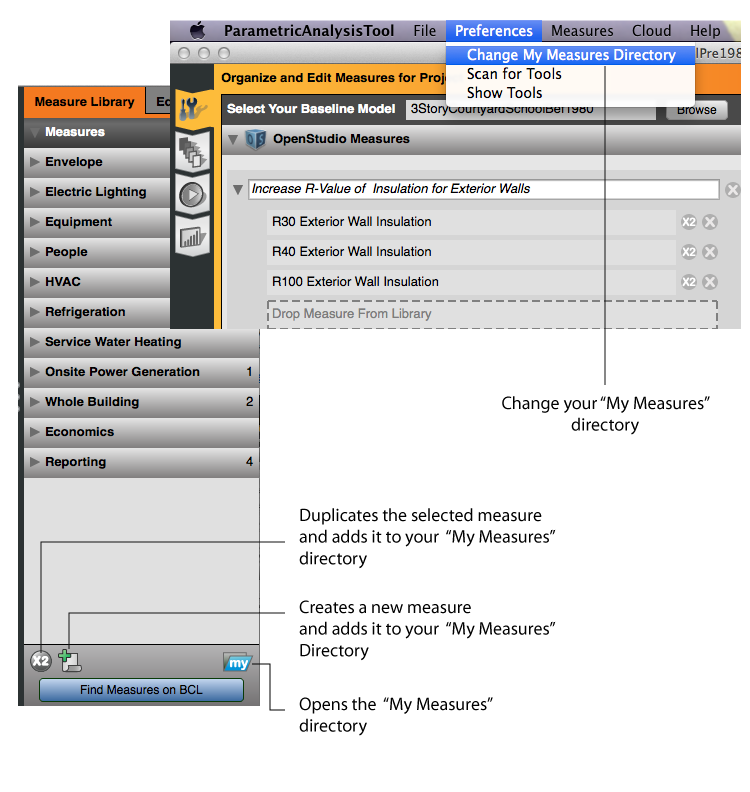 ParametricAnalysisTool File Preferences Measures Cloud Help
Change My Measures Directory
Scan for Tools
Show Tools
lPre198
Organize and Edit Measures for Proj
Select Your Baseline Model 3StoryCourtyardSchoolBef1980 Browse
OS OpenStudio Measures
Increase R-Value of Insulation for Exterior Walls
R30 Exterior Wall Insulation X2
R40 Exterior Wall Insulation X2
R100 Exterior Wall Insulation X2
Drop Measure From Library
Measure Library Ed
Measures
Envelope
Electric Lighting
Equipment
People
HVAC
Refrigeration
Service Water Heating
Onsite Power Generation 1
Whole Building 2
Economics
Reporting 4
Change your “My Measures”
directory
Duplicates the selected measure
and adds it to your “My Measures”
directory
Creates a new measure
and adds it to your “My Measures”
Directory
X2 my
Find Measures on BCL
Opens the “My Measures”
directory